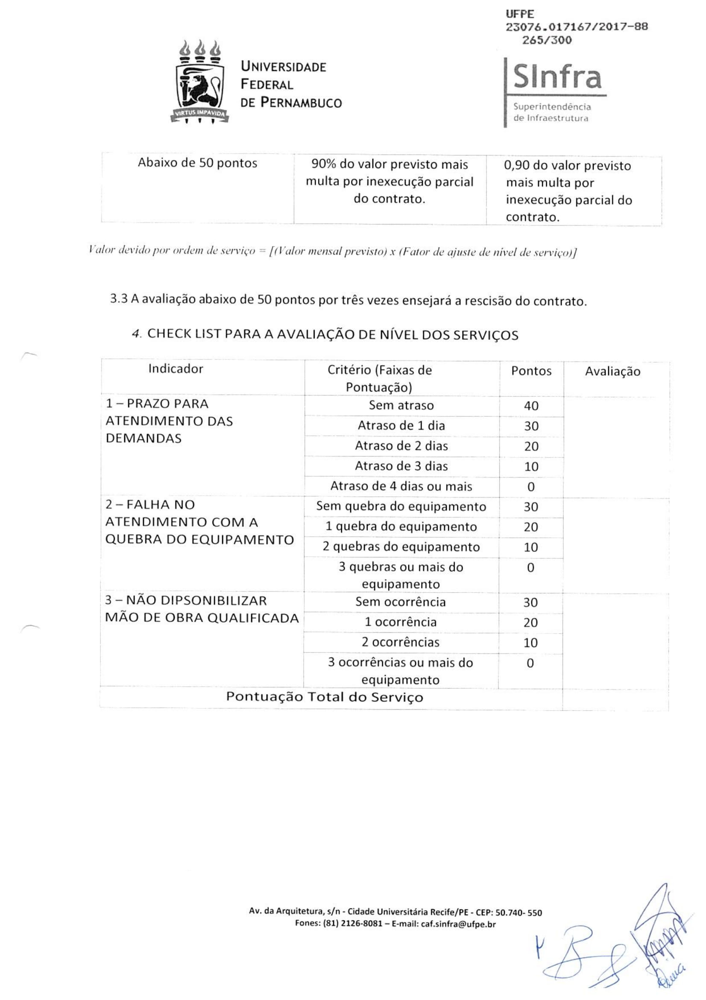 UFPE
23076.017167/2017-88
265/300
UNIVERSIDADE
FEDERAL
DE PERNAMBUCO
VIRTUS IMPAVIDA
SInfra
Superintendência
de Infraestrutura
Abaixo de 50 pontos
90% do valor previsto mais
multa por inexecução parcial
do contrato.
0,90 do valor previsto
mais multa por
inexecução parcial do
contrato.
Valor devido por ordem de serviço = [(Valor mensal previsto) x (Fator de ajuste de nível de serviço)]
3.3 A avaliação abaixo de 50 pontos por três vezes ensejará a rescisão do contrato.
4. CHECK LIST PARA A AVALIAÇÃO DE NÍVEL DOS SERVIÇOS
Indicador
Critério (Faixas de
Pontuação)
Pontos
Avaliação
1 – PRAZO PARA
ATENDIMENTO DAS
DEMANDAS
Sem atraso 40
Atraso de 1 dia 30
Atraso de 2 dias 20
Atraso de 3 dias 10
Atraso de 4 dias ou mais 0
2 – FALHA NO
ATENDIMENTO COM A
QUEBRA DO EQUIPAMENTO
Sem quebra do equipamento 30
1 quebra do equipamento 20
2 quebras do equipamento 10
3 quebras ou mais do
equipamento
0
3 – NÃO DIPSONIBILIZAR
MÃO DE OBRA QUALIFICADA
Sem ocorrência 30
1 ocorrência 20
2 ocorrências 10
3 ocorrências ou mais do
equipamento
0
Pontuação Total do Serviço
Av. da Arquitetura, s/n - Cidade Universitária Recife/PE - CEP: 50.740- 550
Fones: (81) 2126-8081 – E-mail: caf.sinfra@ufpe.br